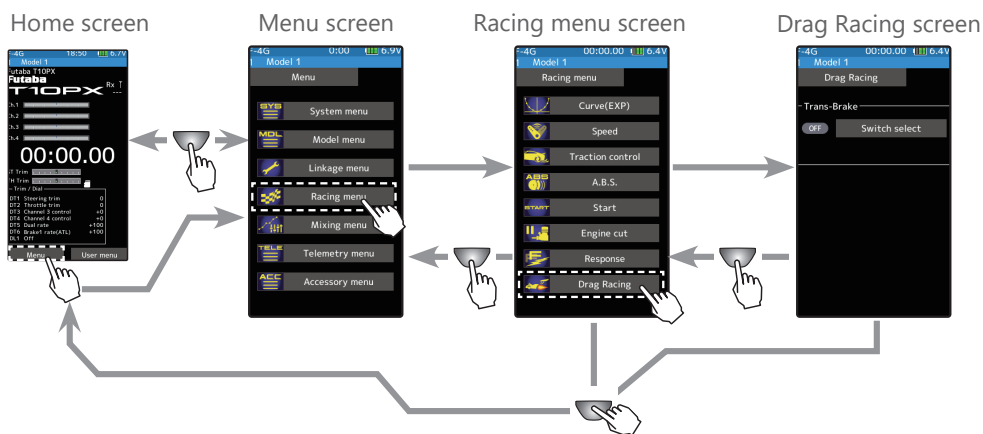 Home screen
Menu screen
Racing menu screen
Drag Racing screen
F-4G 18:50 6.7V
Model 1
Futaba T10PX
Futaba
T10PX
Rx
---
Ch.1
Ch.2
Ch.3
Ch.4
00:00.00
ST Trim
TH Trim
Trim / Dial
DT1 Steering trim 0
DT2 Throttle trim 0
DT3 Channel 3 control +0
DT4 Channel 4 control +0
DT5 Dual rate +100
DT6 Brake1 rate(ATL) +100
DL1 Off
Menu
User menu
F-4G 0:00 6.9V
Model 1
Menu
SYS System menu
MDL Model menu
Linkage menu
Racing menu
Mixing menu
TELE Telemetry menu
ACC Accessory menu
F-4G 00:00.00 6.4V
Model 1
Racing menu
Curve(EXP)
Speed
Traction control
ABS A.B.S.
START Start
Engine cut
Response
Drag Racing
F-4G 00:00.00 6.4V
Model 1
Drag Racing
Trans-Brake
OFF Switch select